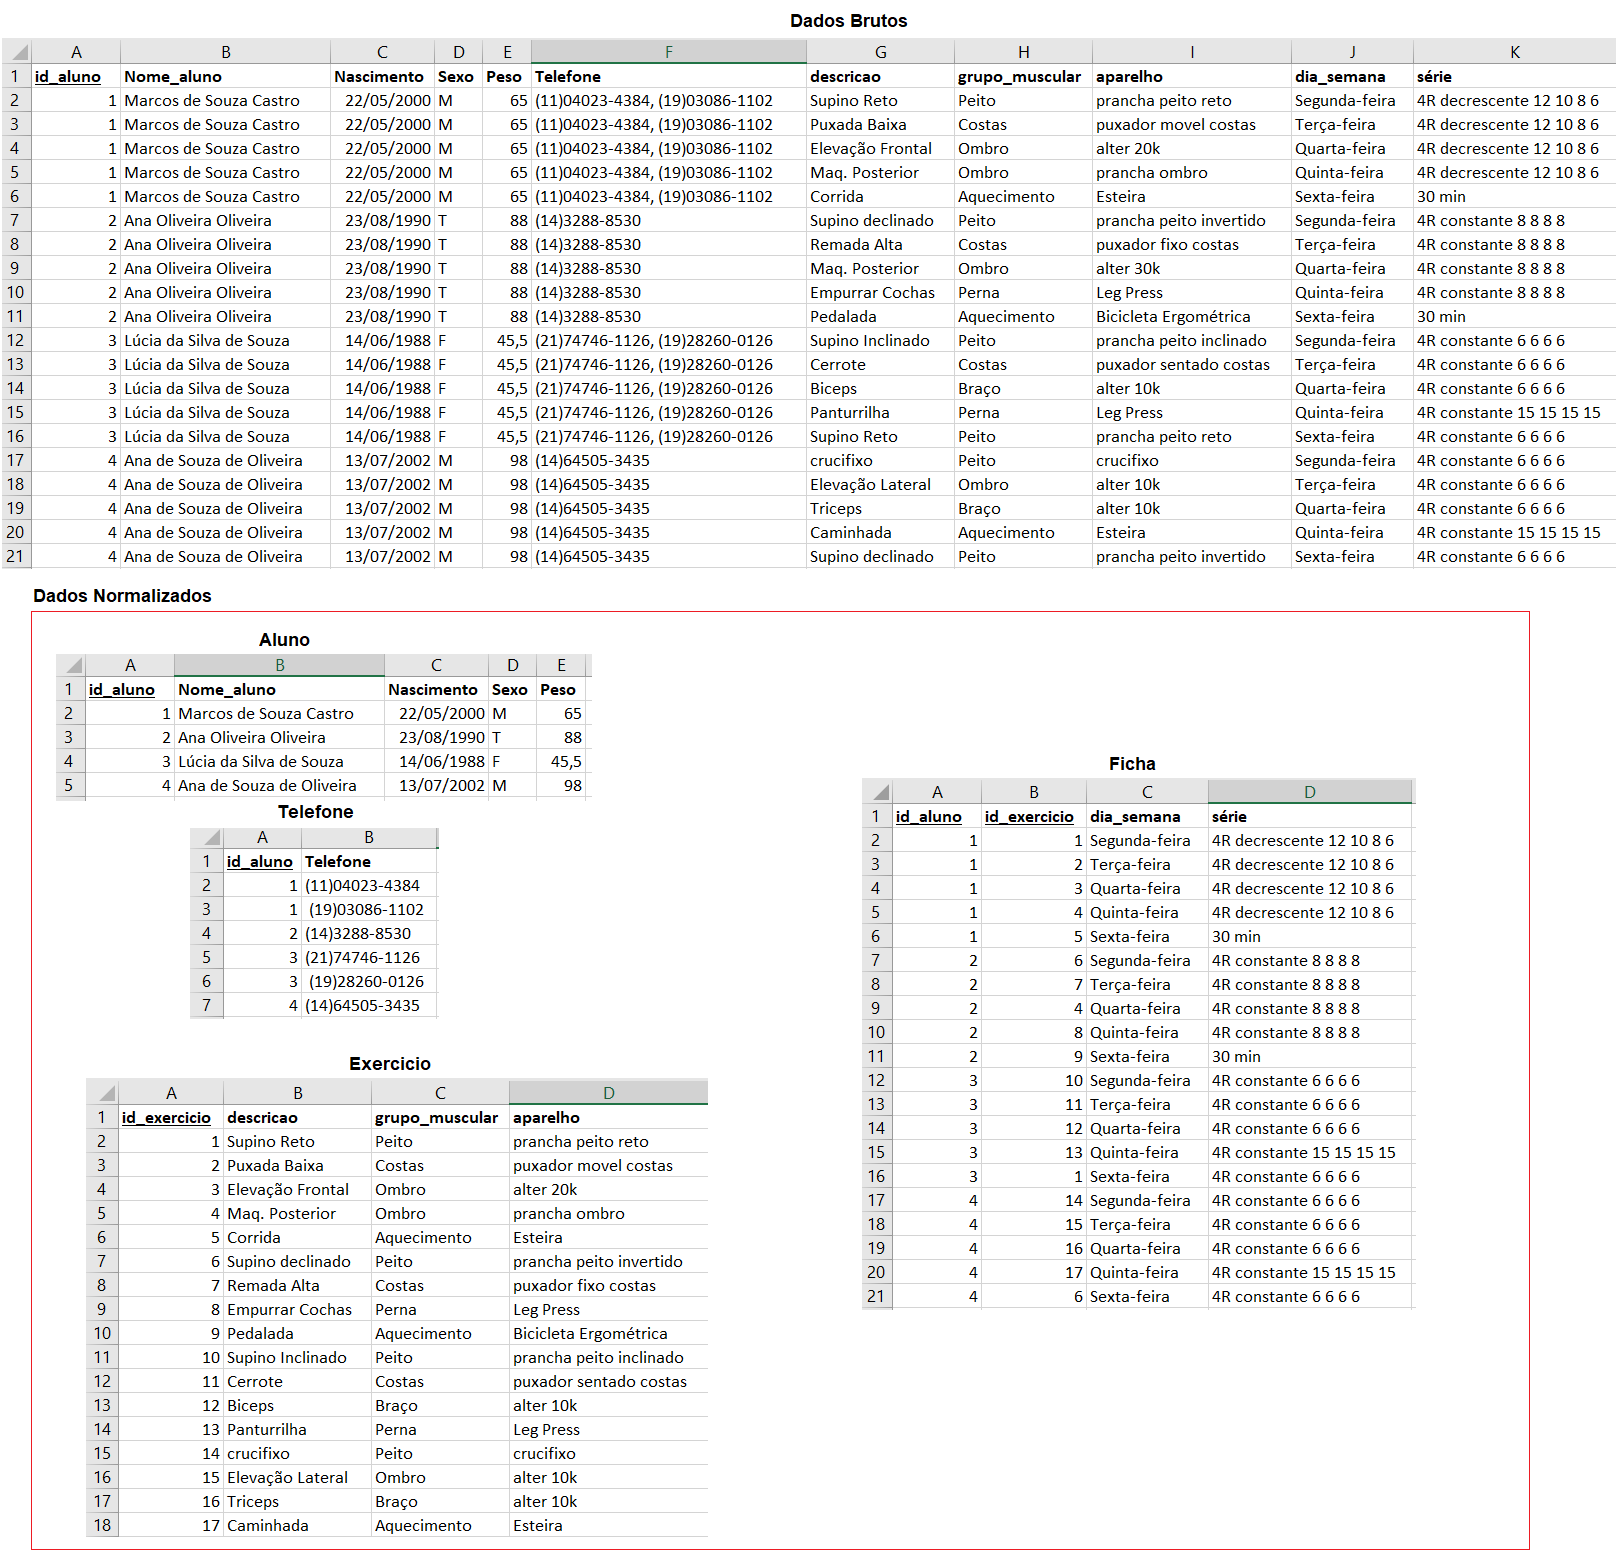 Dados Brutos
A B C D E F G H I J K
1 id_aluno Nome_aluno Nascimento Sexo Peso Telefone descricao grupo_muscular aparelho dia_semana série
2 1 Marcos de Souza Castro 22/05/2000 M 65 (11)04023-4384, (19)03086-1102 Supino Reto Peito prancha peito reto Segunda-feira 4R decrescente 12 10 8 6
3 1 Marcos de Souza Castro 22/05/2000 M 65 (11)04023-4384, (19)03086-1102 Puxada Baixa Costas puxador movel costas Terça-feira 4R decrescente 12 10 8 6
4 1 Marcos de Souza Castro 22/05/2000 M 65 (11)04023-4384, (19)03086-1102 Elevação Frontal Ombro alter 20k Quarta-feira 4R decrescente 12 10 8 6
5 1 Marcos de Souza Castro 22/05/2000 M 65 (11)04023-4384, (19)03086-1102 Maq. Posterior Ombro prancha ombro Quinta-feira 4R decrescente 12 10 8 6
6 1 Marcos de Souza Castro 22/05/2000 M 65 (11)04023-4384, (19)03086-1102 Corrida Aquecimento Esteira Sexta-feira 30 min
7 2 Ana Oliveira Oliveira 23/08/1990 T 88 (14)3288-8530 Supino declinado Peito prancha peito invertido Segunda-feira 4R constante 8 8 8 8
8 2 Ana Oliveira Oliveira 23/08/1990 T 88 (14)3288-8530 Remada Alta Costas puxador fixo costas Terça-feira 4R constante 8 8 8 8
9 2 Ana Oliveira Oliveira 23/08/1990 T 88 (14)3288-8530 Maq. Posterior Ombro alter 30k Quarta-feira 4R constante 8 8 8 8
10 2 Ana Oliveira Oliveira 23/08/1990 T 88 (14)3288-8530 Empurrar Cochas Perna Leg Press Quinta-feira 4R constante 8 8 8 8
11 2 Ana Oliveira Oliveira 23/08/1990 T 88 (14)3288-8530 Pedalada Aquecimento Bicicleta Ergométrica Sexta-feira 30 min
12 3 Lúcia da Silva de Souza 14/06/1988 F 45,5 (21)74746-1126, (19)28260-0126 Supino Inclinado Peito prancha peito inclinado Segunda-feira 4R constante 6 6 6 6
13 3 Lúcia da Silva de Souza 14/06/1988 F 45,5 (21)74746-1126, (19)28260-0126 Cerrote Costas puxador sentado costas Terça-feira 4R constante 6 6 6 6
14 3 Lúcia da Silva de Souza 14/06/1988 F 45,5 (21)74746-1126, (19)28260-0126 Biceps Braço alter 10k Quarta-feira 4R constante 6 6 6 6
15 3 Lúcia da Silva de Souza 14/06/1988 F 45,5 (21)74746-1126, (19)28260-0126 Panturrilha Perna Leg Press Quinta-feira 4R constante 15 15 15 15
16 3 Lúcia da Silva de Souza 14/06/1988 F 45,5 (21)74746-1126, (19)28260-0126 Supino Reto Peito prancha peito reto Sexta-feira 4R constante 6 6 6 6
17 4 Ana de Souza de Oliveira 13/07/2002 M 98 (14)64505-3435 crucifixo Peito crucifixo Segunda-feira 4R constante 6 6 6 6
18 4 Ana de Souza de Oliveira 13/07/2002 M 98 (14)64505-3435 Elevação Lateral Ombro alter 10k Terça-feira 4R constante 6 6 6 6
19 4 Ana de Souza de Oliveira 13/07/2002 M 98 (14)64505-3435 Triceps Braço alter 10k Quarta-feira 4R constante 6 6 6 6
20 4 Ana de Souza de Oliveira 13/07/2002 M 98 (14)64505-3435 Caminhada Aquecimento Esteira Quinta-feira 4R constante 15 15 15 15
21 4 Ana de Souza de Oliveira 13/07/2002 M 98 (14)64505-3435 Supino declinado Peito prancha peito invertido Sexta-feira 4R constante 6 6 6 6
Dados Normalizados
Aluno
A B C D E
1 id_aluno Nome_aluno Nascimento Sexo Peso
2 1 Marcos de Souza Castro 22/05/2000 M 65
3 2 Ana Oliveira Oliveira 23/08/1990 T 88
4 3 Lúcia da Silva de Souza 14/06/1988 F 45,5
5 4 Ana de Souza de Oliveira 13/07/2002 M 98
Telefone
A B
1 id_aluno Telefone
2 1 (11)04023-4384
3 1 (19)03086-1102
4 2 (14)3288-8530
5 3 (21)74746-1126
6 3 (19)28260-0126
7 4 (14)64505-3435
Exercicio
A B C D
1 id_exercicio descricao grupo_muscular aparelho
2 1 Supino Reto Peito prancha peito reto
3 2 Puxada Baixa Costas puxador movel costas
4 3 Elevação Frontal Ombro alter 20k
5 4 Maq. Posterior Ombro prancha ombro
6 5 Corrida Aquecimento Esteira
7 6 Supino declinado Peito prancha peito invertido
8 7 Remada Alta Costas puxador fixo costas
9 8 Empurrar Cochas Perna Leg Press
10 9 Pedalada Aquecimento Bicicleta Ergométrica
11 10 Supino Inclinado Peito prancha peito inclinado
12 11 Cerrote Costas puxador sentado costas
13 12 Biceps Braço alter 10k
14 13 Panturrilha Perna Leg Press
15 14 crucifixo Peito crucifixo
16 15 Elevação Lateral Ombro alter 10k
17 16 Triceps Braço alter 10k
18 17 Caminhada Aquecimento Esteira
Ficha
A B C D
1 id_aluno id_exercicio dia_semana série
2 1 1 Segunda-feira 4R decrescente 12 10 8 6
3 1 2 Terça-feira 4R decrescente 12 10 8 6
4 1 3 Quarta-feira 4R decrescente 12 10 8 6
5 1 4 Quinta-feira 4R decrescente 12 10 8 6
6 1 5 Sexta-feira 30 min
7 2 6 Segunda-feira 4R constante 8 8 8 8
8 2 7 Terça-feira 4R constante 8 8 8 8
9 2 4 Quarta-feira 4R constante 8 8 8 8
10 2 8 Quinta-feira 4R constante 8 8 8 8
11 2 9 Sexta-feira 30 min
12 3 10 Segunda-feira 4R constante 6 6 6 6
13 3 11 Terça-feira 4R constante 6 6 6 6
14 3 12 Quarta-feira 4R constante 6 6 6 6
15 3 13 Quinta-feira 4R constante 15 15 15 15
16 3 1 Sexta-feira 4R constante 6 6 6 6
17 4 14 Segunda-feira 4R constante 6 6 6 6
18 4 15 Terça-feira 4R constante 6 6 6 6
19 4 16 Quarta-feira 4R constante 6 6 6 6
20 4 17 Quinta-feira 4R constante 15 15 15 15
21 4 6 Sexta-feira 4R constante 6 6 6 6